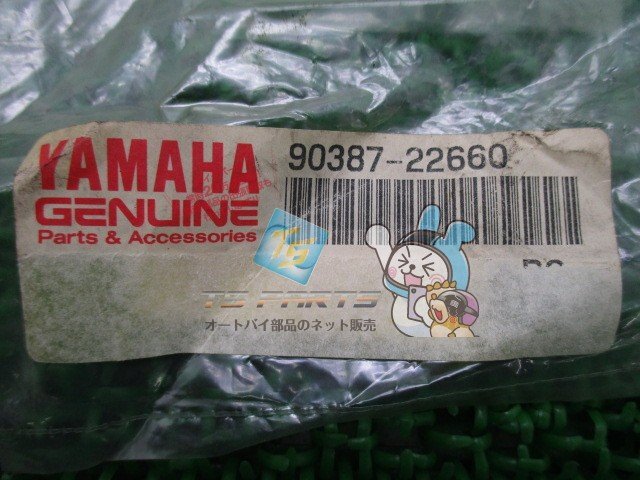 YAMAHA
GENUINE
Parts & Accessories
90387-22660
TS
TS PARTS
オートバイ部品のネット販売